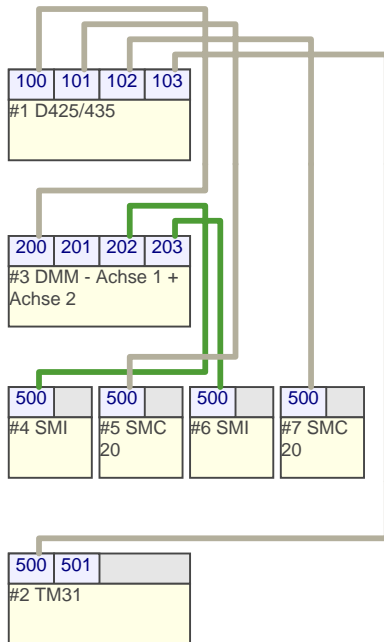 100 101 102 103
#1 D425/435
200 201 202 203
#3 DMM - Achse 1 +
Achse 2
500 500 500 500
#4 SMI #5 SMC #6 SMI #7 SMC
20 20
500 501
#2 TM31